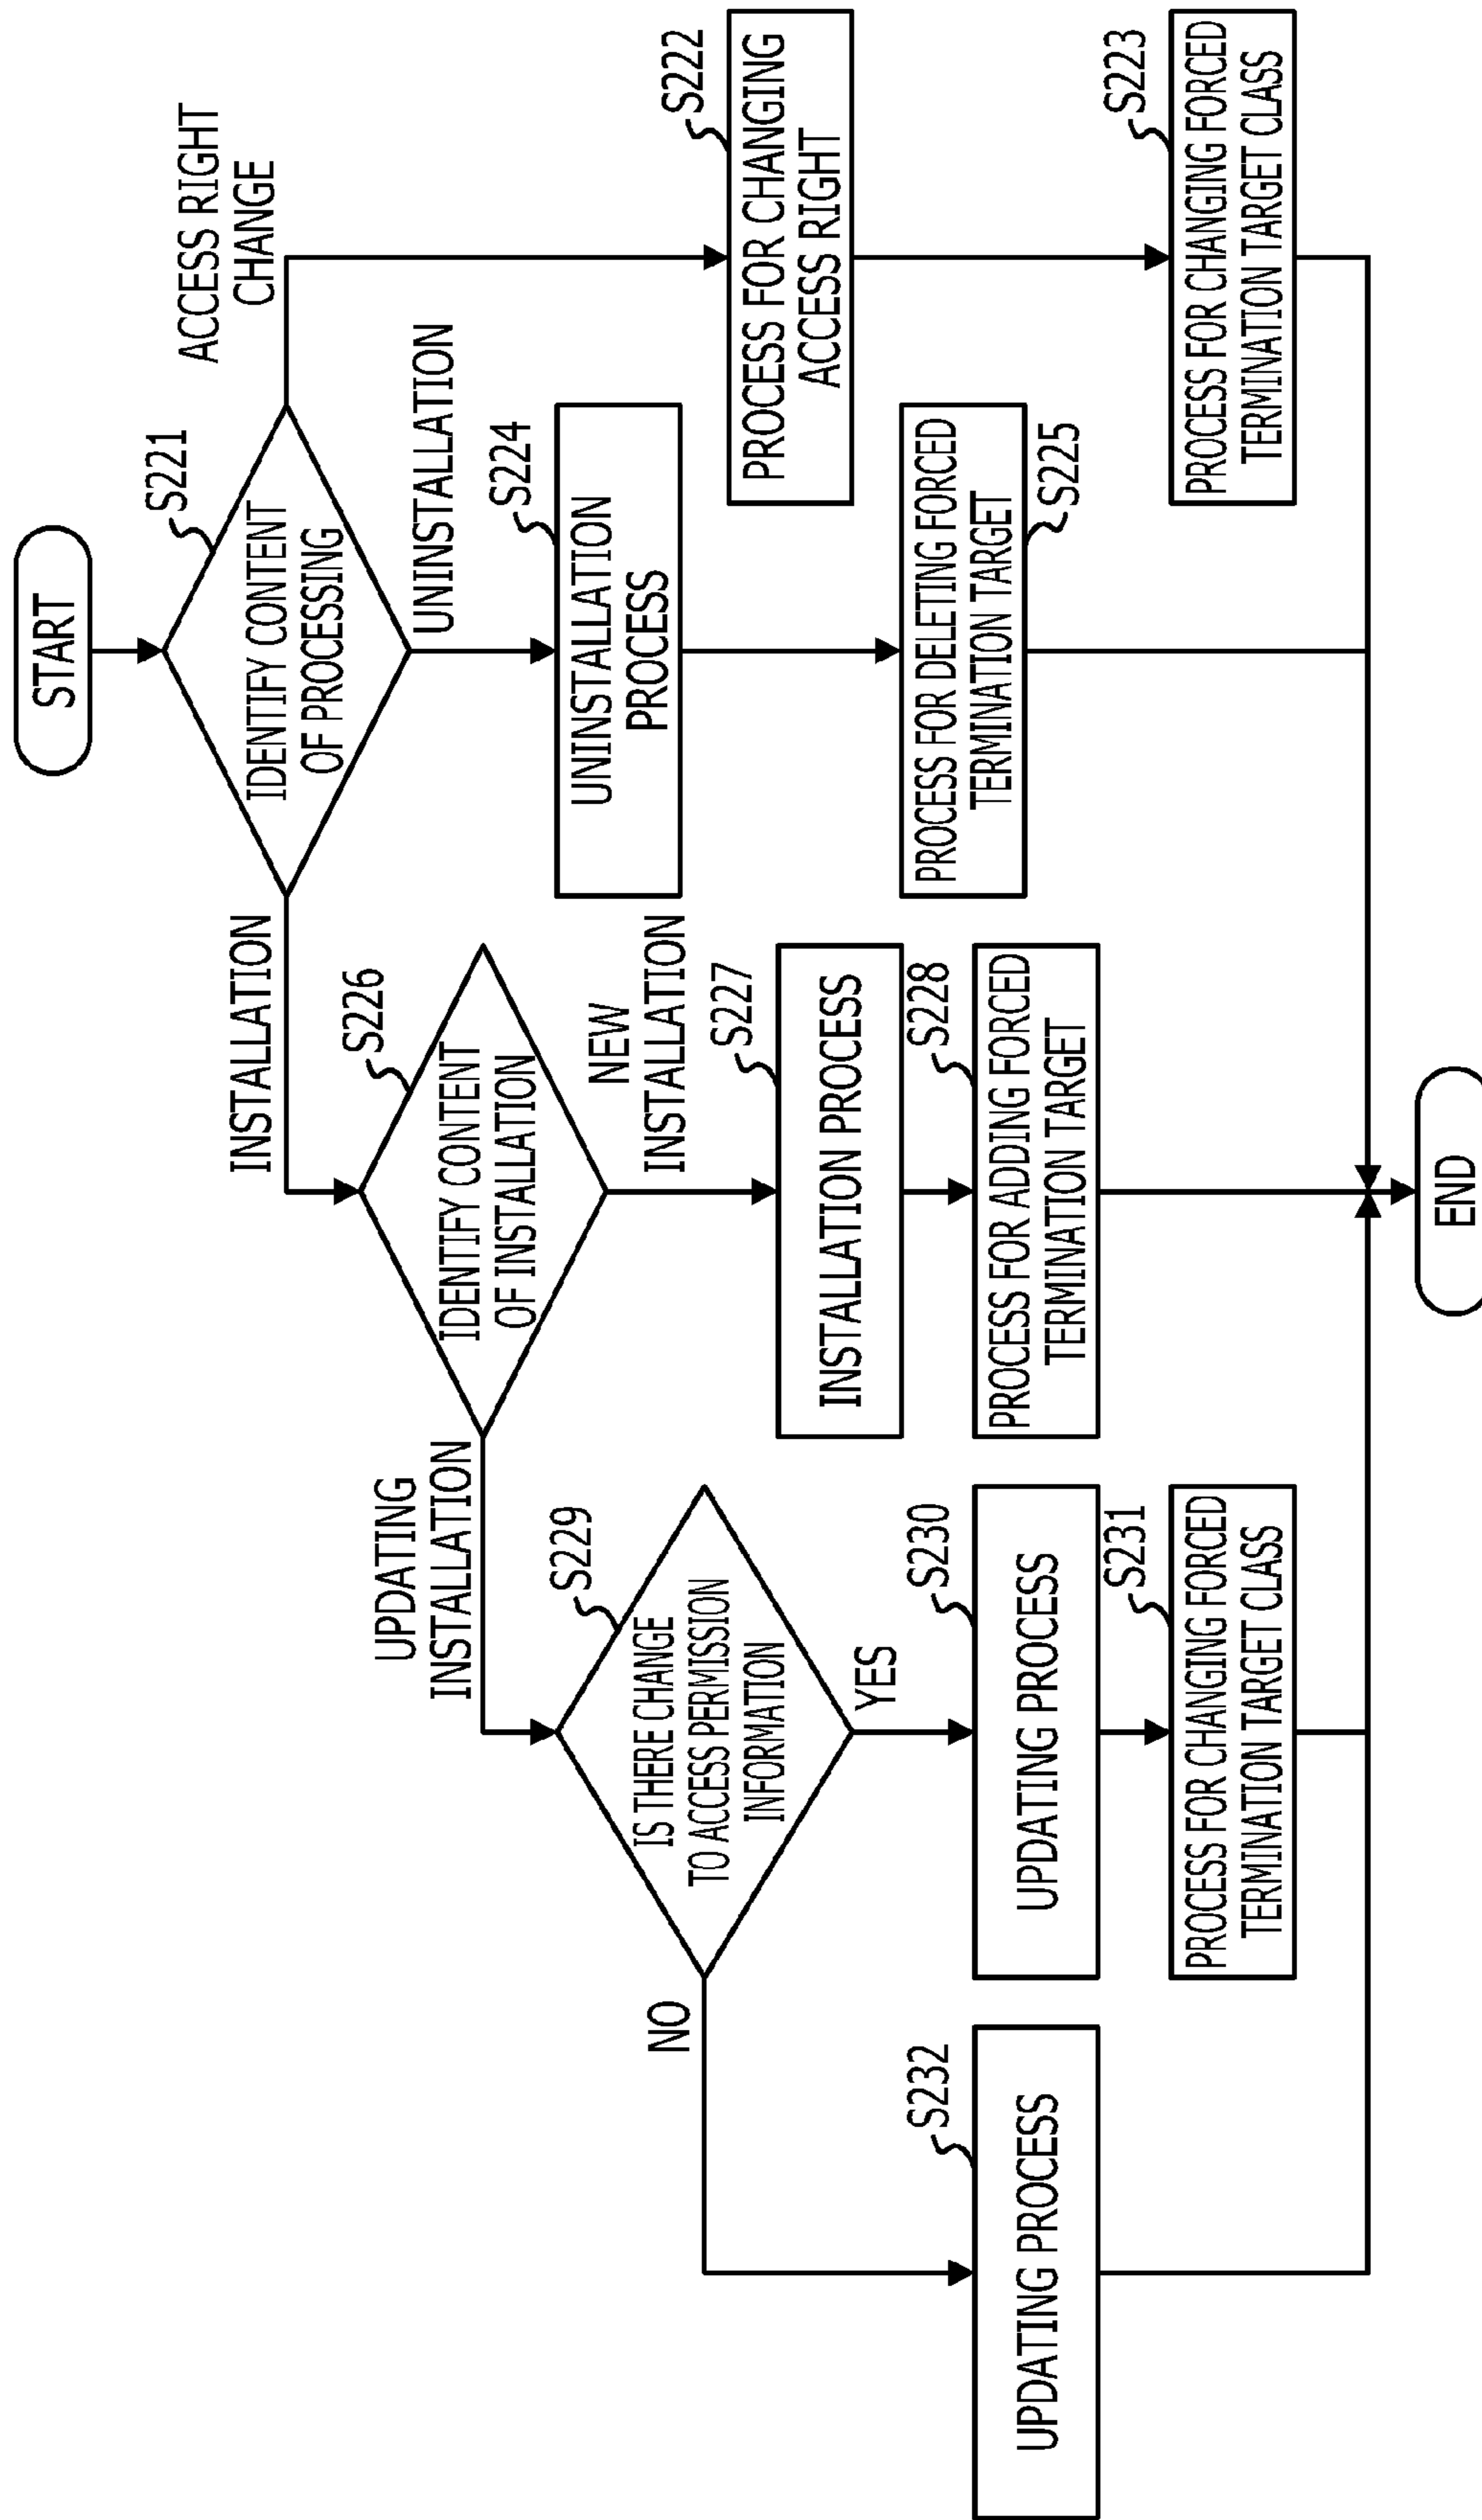 START
S221
IDENTIFY CONTENT
OF PROCESSING
ACCESS RIGHT
CHANGE
S222
PROCESS FOR CHANGING
ACCESS RIGHT
S223
PROCESS FOR CHANGING FORCED
TERMINATION TARGET CLASS
UNINSTALLATION
S224
UNINSTALLATION
PROCESS
PROCESS FOR DELETING FORCED
TERMINATION TARGET
S225
INSTALLATION
S226
IDENTIFY CONTENT
OF INSTALLATION
NEW
INSTALLATION
S227
INSTALLATION PROCESS
S228
PROCESS FOR ADDING FORCED
TERMINATION TARGET
UPDATING
INSTALLATION
S229
IS THERE CHANGE
TO ACCESS PERMISSION
INFORMATION
YES
S230
UPDATING PROCESS
S231
PROCESS FOR CHANGING FORCED
TERMINATION TARGET CLASS
NO
S232
UPDATING PROCESS
END